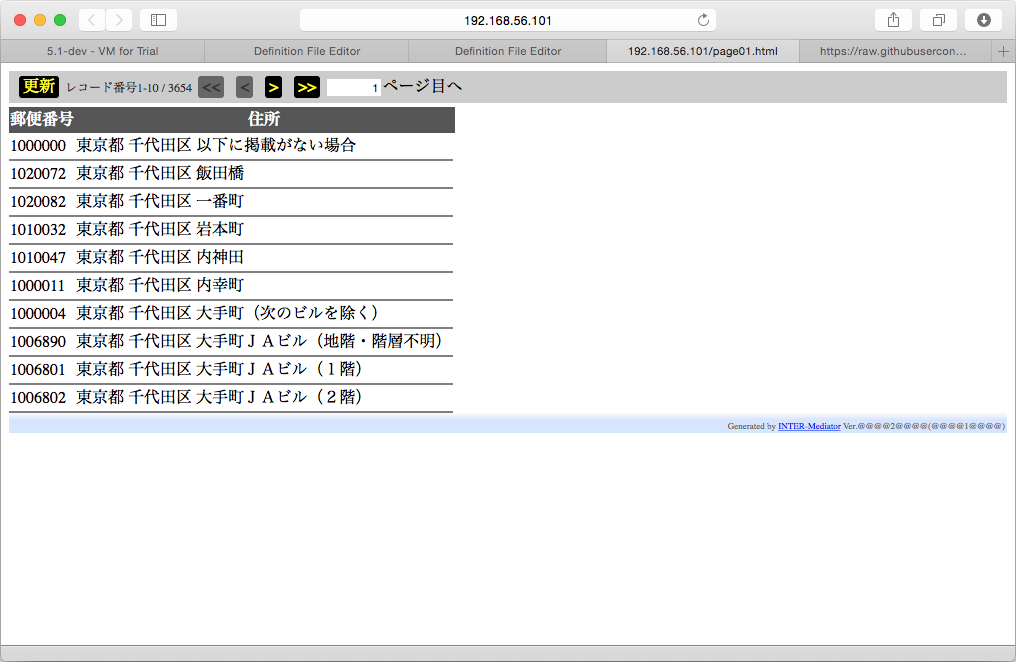 192.168.56.101
5.1-dev - VM for Trial
Definition File Editor
Definition File Editor
192.168.56.101/page01.html
https://raw.githubusercon…
更新 レコード番号1-10 / 3654 << < > >> 1 ページ目へ
郵便番号 住所
1000000 東京都 千代田区 以下に掲載がない場合
1020072 東京都 千代田区 飯田橋
1020082 東京都 千代田区 一番町
1010032 東京都 千代田区 岩本町
1010047 東京都 千代田区 内神田
1000011 東京都 千代田区 内幸町
1000004 東京都 千代田区 大手町（次のビルを除く）
1006890 東京都 千代田区 大手町ＪＡビル（地階・階層不明）
1006801 東京都 千代田区 大手町ＪＡビル（１階）
1006802 東京都 千代田区 大手町ＪＡビル（２階）
Generated by INTER-Mediator Ver.@@@@2@@@@(@@@@1@@@@)